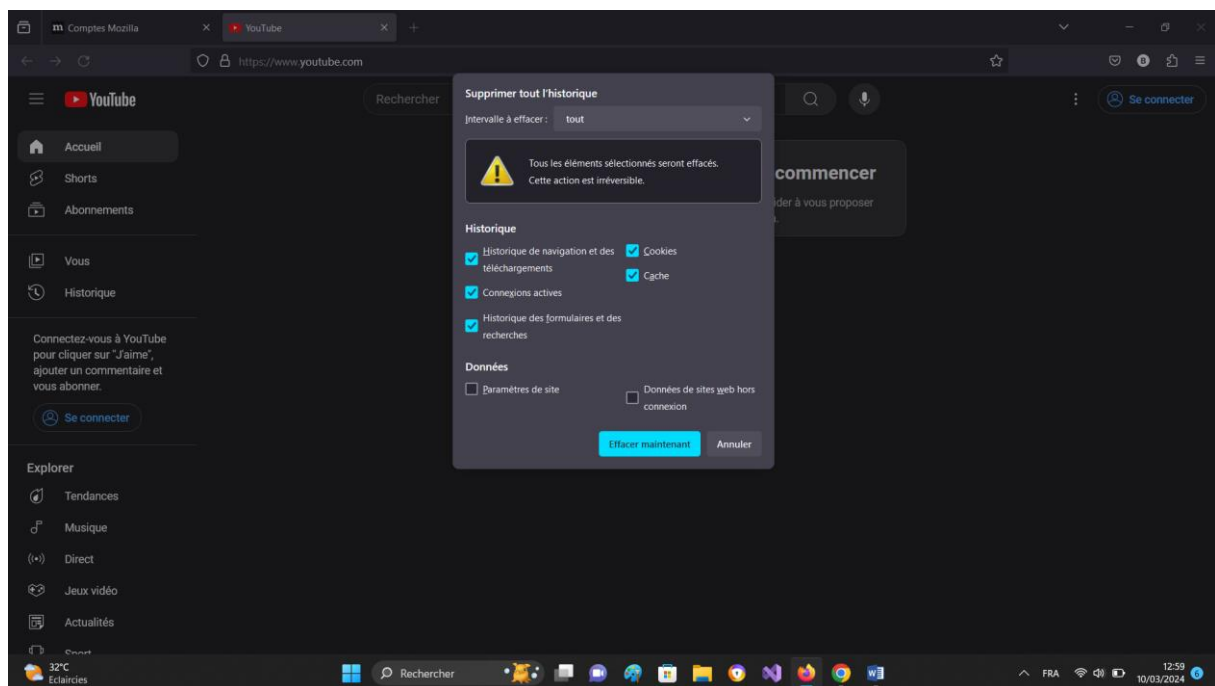 Comptes Mozilla
YouTube
https://www.youtube.com
YouTube
Rechercher
Se connecter
Accueil
Shorts
Abonnements
Vous
Historique
Connectez-vous à YouTube
pour cliquer sur "J'aime",
ajouter un commentaire et
vous abonner.
Se connecter
Explorer
Tendances
Musique
Direct
Jeux vidéo
Actualités
Sport
commencer
ider à vous proposer
Supprimer tout l'historique
Intervalle à effacer : tout
Tous les éléments sélectionnés seront effacés.
Cette action est irréversible.
Historique
Historique de navigation et des
téléchargements
Cookies
Cache
Connexions actives
Historique des formulaires et des
recherches
Données
Paramètres de site
Données de sites web hors
connexion
Effacer maintenant Annuler
32°C
Eclaircies
Rechercher
FRA
12:59
10/03/2024